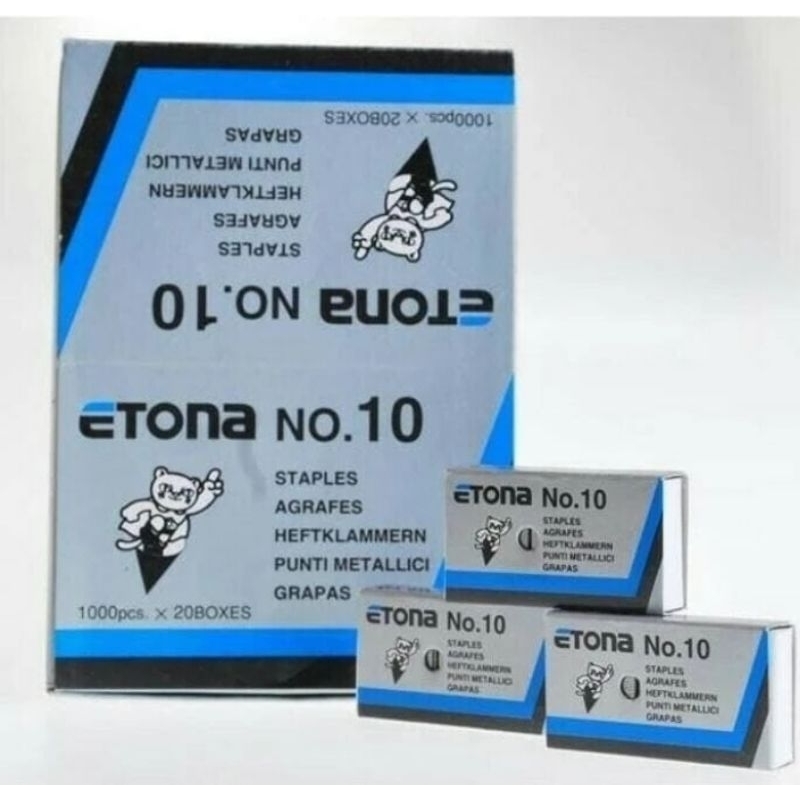 1000pcs. × 20BOXES
GRAPAS
PUNTI METALLICI
HEFTKLAMMERN
AGRAFES
STAPLES
ETONA NO.10
ETONA NO.10
STAPLES
AGRAFES
HEFTKLAMMERN
PUNTI METALLICI
GRAPAS
1000pcs. × 20BOXES
ETONA No.10
STAPLES
AGRAFES
HEFTKLAMMERN
PUNTI METALLICI
GRAPAS
ETONA No.10
STAPLES
AGRAFES
HEFTKLAMMERN
PUNTI METALLICI
GRAPAS
ETONA No.10
STAPLES
AGRAFES
HEFTKLAMMERN
PUNTI METALLICI
GRAPAS